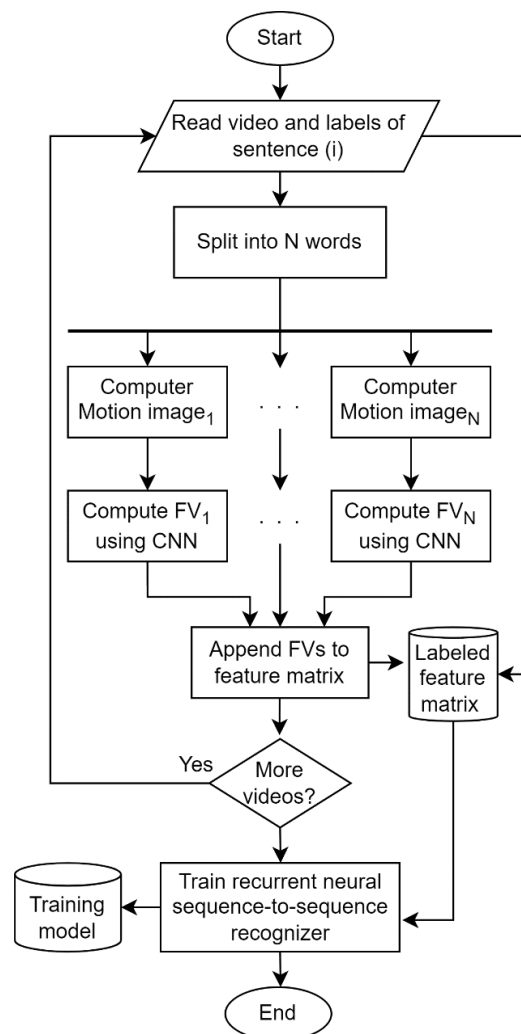 Start
Read video and labels of
sentence (i)
Split into N words
Computer
Motion image₁
. . .
Computer
Motion imageN
Compute FV₁
using CNN
. . .
Compute FVN
using CNN
Append FVs to
feature matrix
Labeled
feature
matrix
Yes
More
videos?
Training
model
Train recurrent neural
sequence-to-sequence
recognizer
End